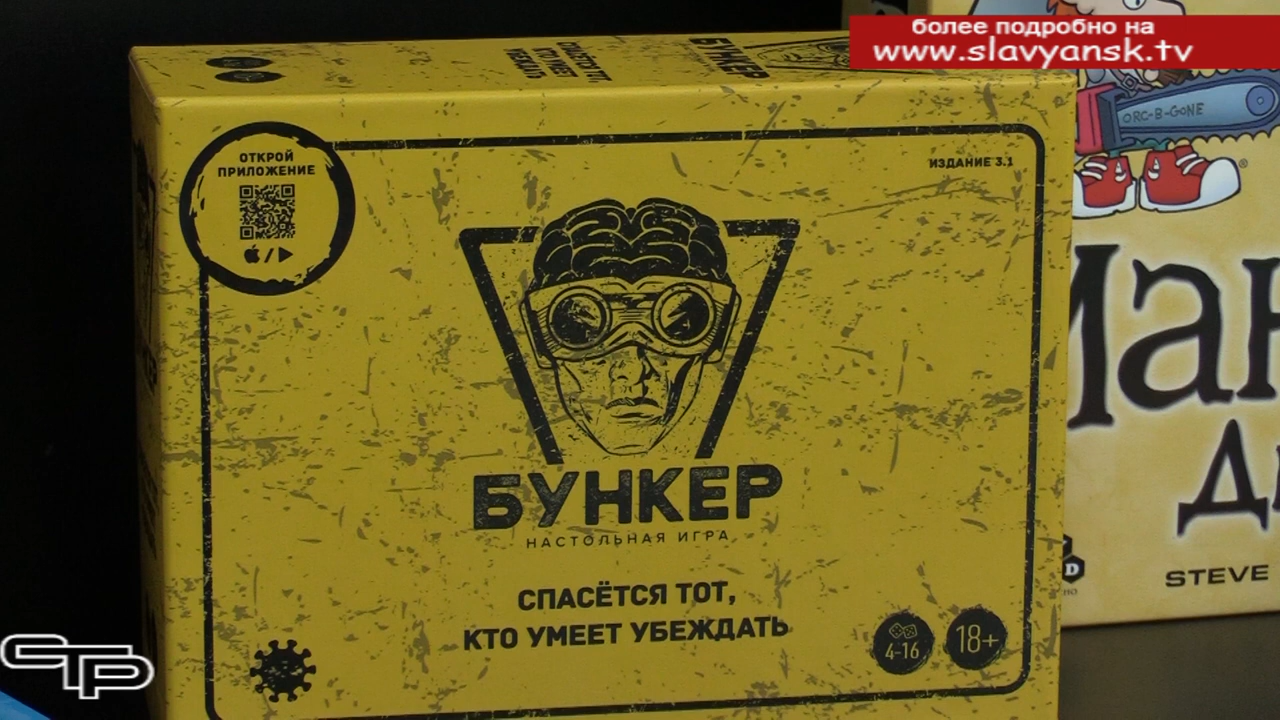 более подробно на
www.slavyansk.tv
СПАСЁТСЯ ТОТ,
КТО УМЕЕТ
УБЕЖДАТЬ
БУНКЕР
ОТКРОЙ
ПРИЛОЖЕНИЕ
ИЗДАНИЕ 3.1
БУНКЕР
НАСТОЛЬНАЯ ИГРА
СПАСЁТСЯ ТОТ,
КТО УМЕЕТ УБЕЖДАТЬ
4-16
18+
ORC-B-GONE
STEVE
СТР